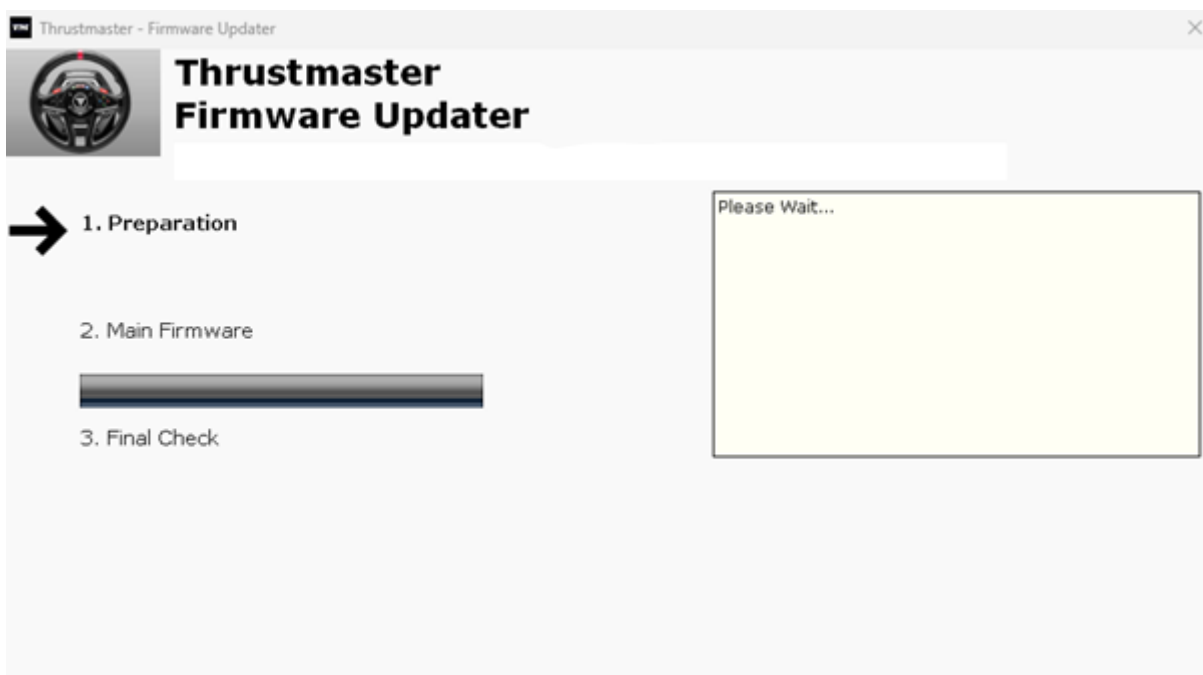 Thrustmaster - Firmware Updater
Thrustmaster
Firmware Updater
1. Preparation
Please Wait...
2. Main Firmware
3. Final Check